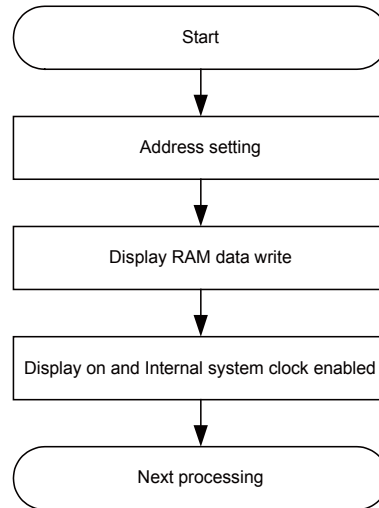 Start
Address setting
Display RAM data write
Display on and Internal system clock enabled
Next processing